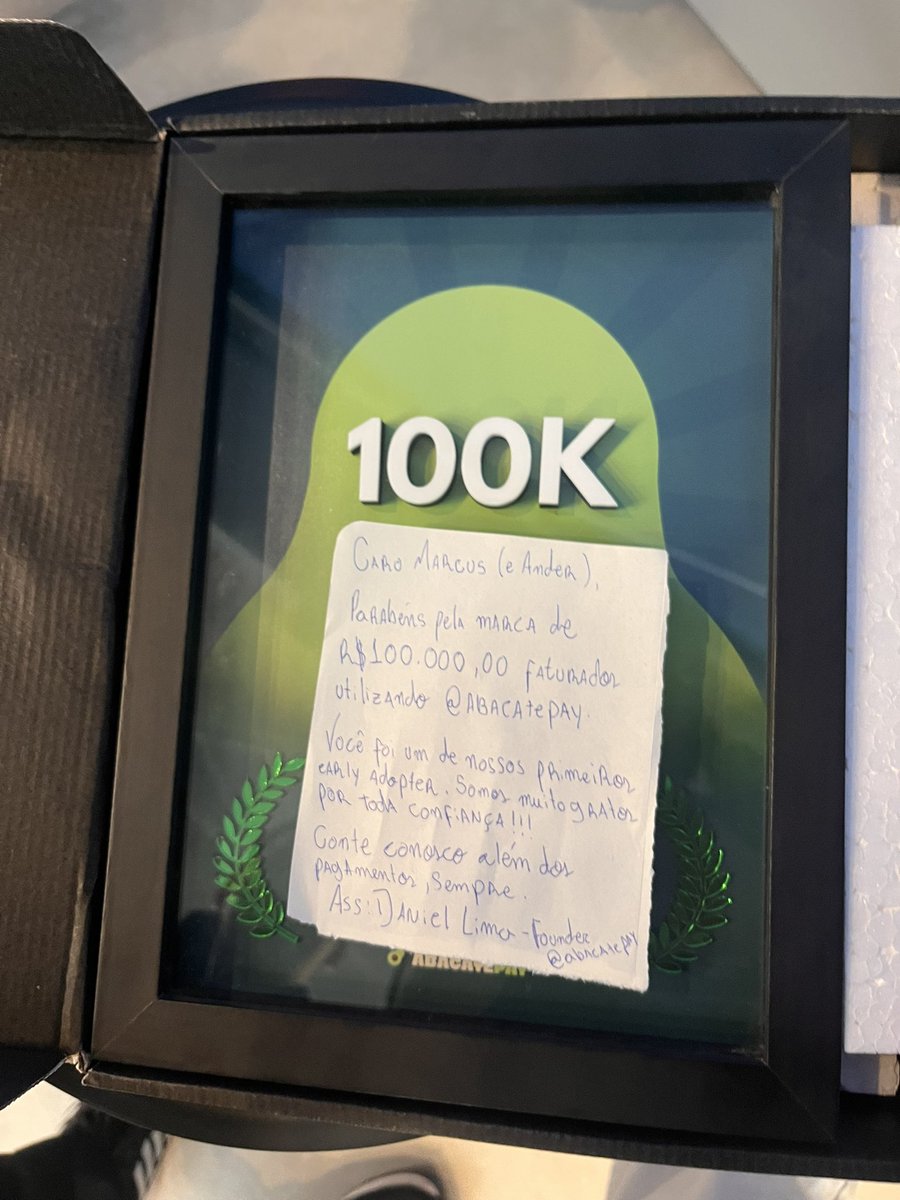 100K
Caro Marcus (e Ander),
Parabéns pela marca de
R$100.000,00 faturados
utilizando @ABACAtePAY.
Você foi um de nossos primeiros
early Adopter. Somos muito gratos
por toda confiança!!!
Conte conosco além dos
pagamentos, sempre.
Ass: Daniel Lima - Founder
@abacatepay
ABACATEPAY